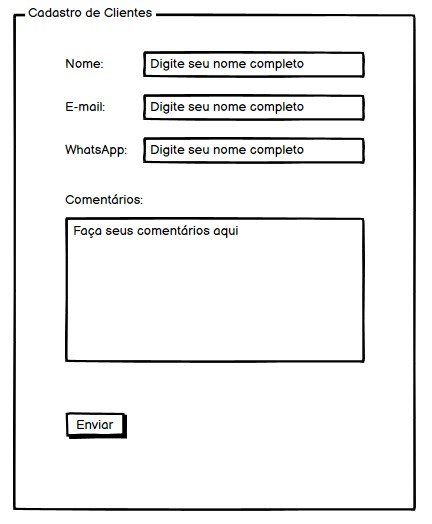 Cadastro de Clientes
Nome: Digite seu nome completo
E-mail: Digite seu nome completo
WhatsApp: Digite seu nome completo
Comentários:
Faça seus comentários aqui
Enviar